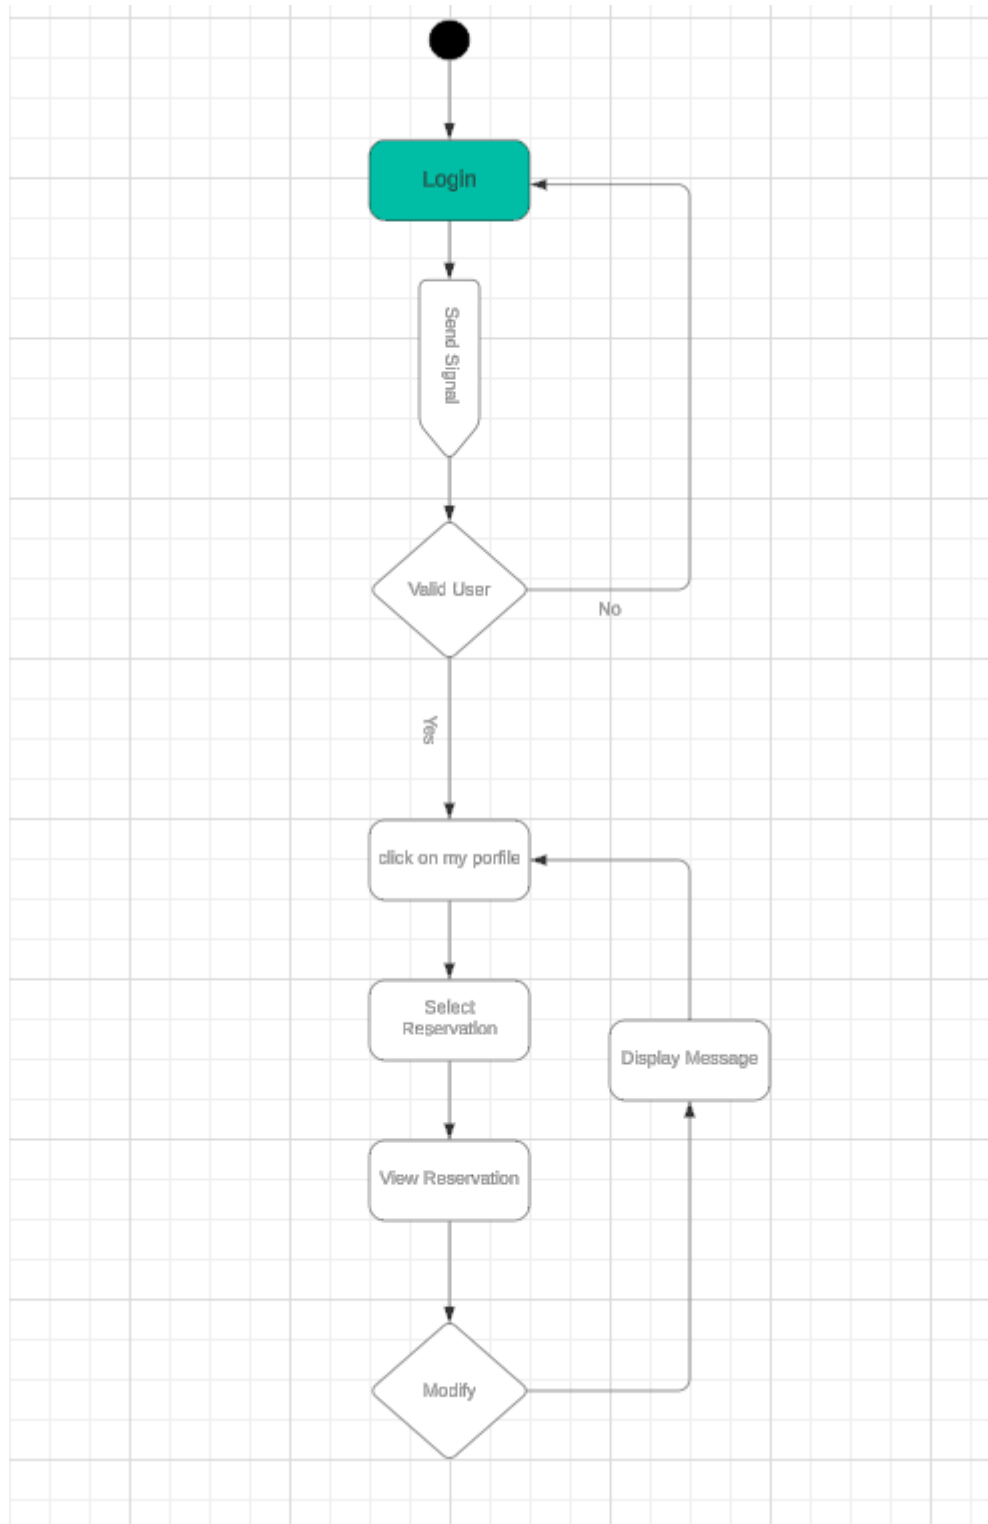 Login
Send Signal
Valid User
No
Yes
click on my porfile
Select
Reservation
Display Message
View Reservation
Modify